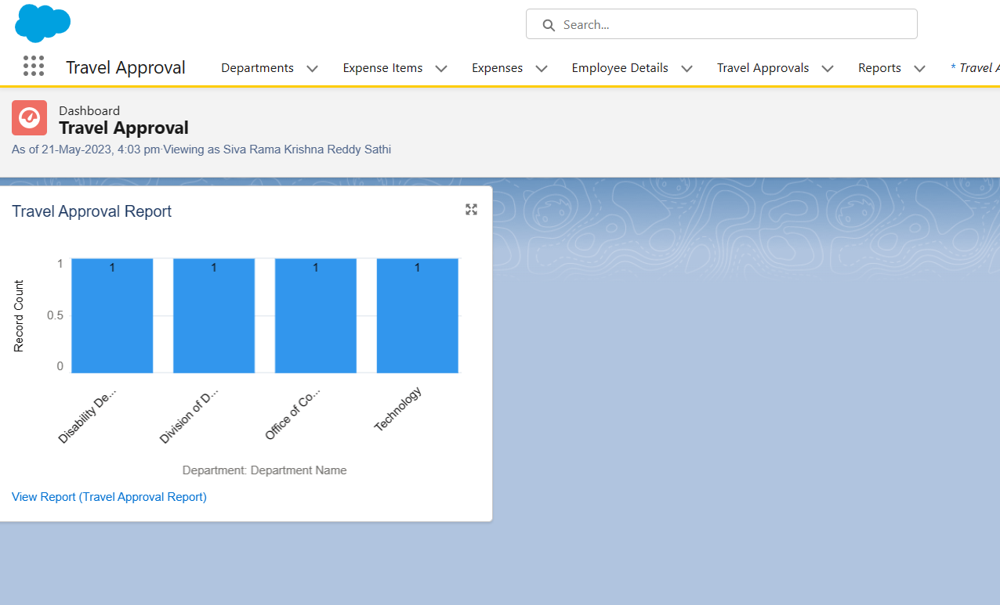 Search...
Travel Approval
Departments
Expense Items
Expenses
Employee Details
Travel Approvals
Reports
* Travel A
Dashboard
Travel Approval
As of 21-May-2023, 4:03 pm·Viewing as Siva Rama Krishna Reddy Sathi
Travel Approval Report
Record Count
1
0.5
0
1
1
1
1
Disability De...
Division of D...
Office of Co...
Technology
Department: Department Name
View Report (Travel Approval Report)